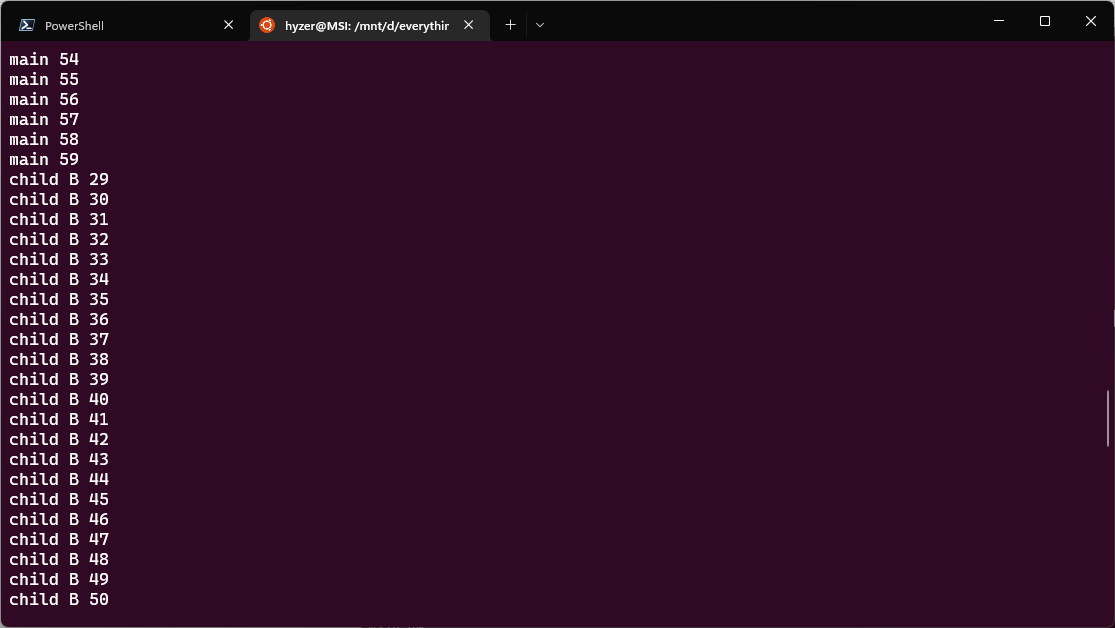 PowerShell
hyzer@MSI: /mnt/d/everythir
main 54
main 55
main 56
main 57
main 58
main 59
child B 29
child B 30
child B 31
child B 32
child B 33
child B 34
child B 35
child B 36
child B 37
child B 38
child B 39
child B 40
child B 41
child B 42
child B 43
child B 44
child B 45
child B 46
child B 47
child B 48
child B 49
child B 50